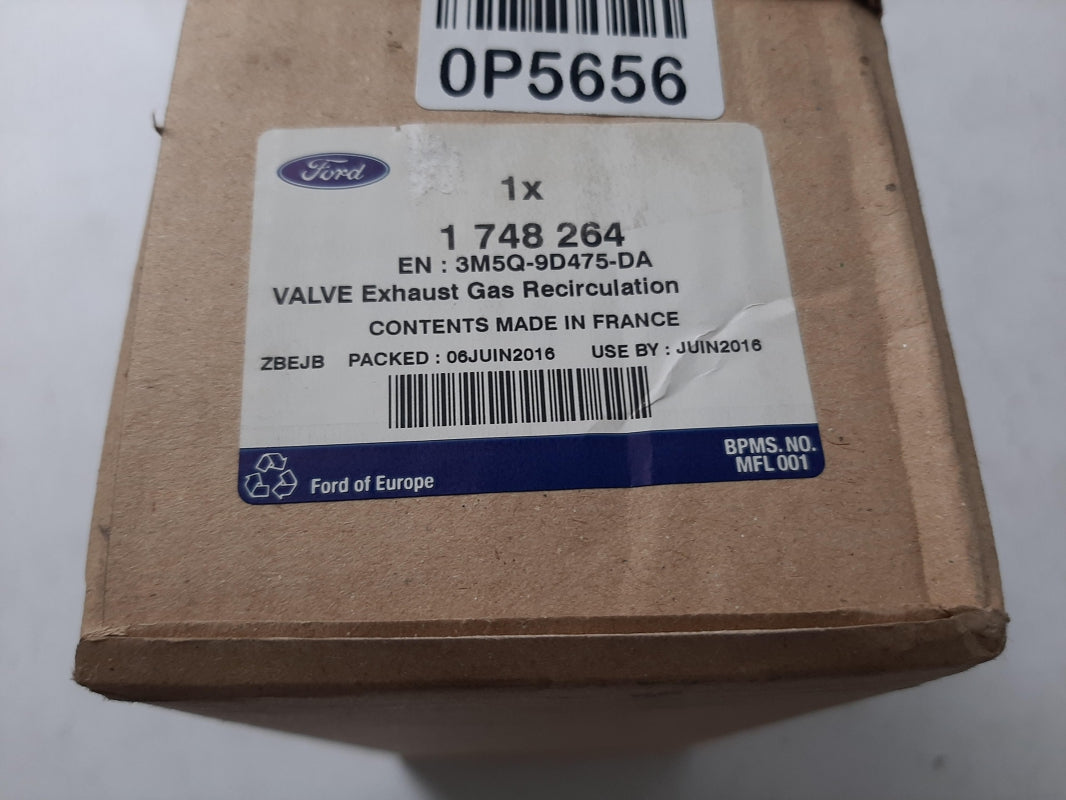 0P5656
Ford
1x
1 748 264
EN : 3M5Q-9D475-DA
VALVE Exhaust Gas Recirculation
CONTENTS MADE IN FRANCE
ZBEJB PACKED : 06JUIN2016 USE BY : JUIN2016
BPMS. NO.
MFL 001
Ford of Europe